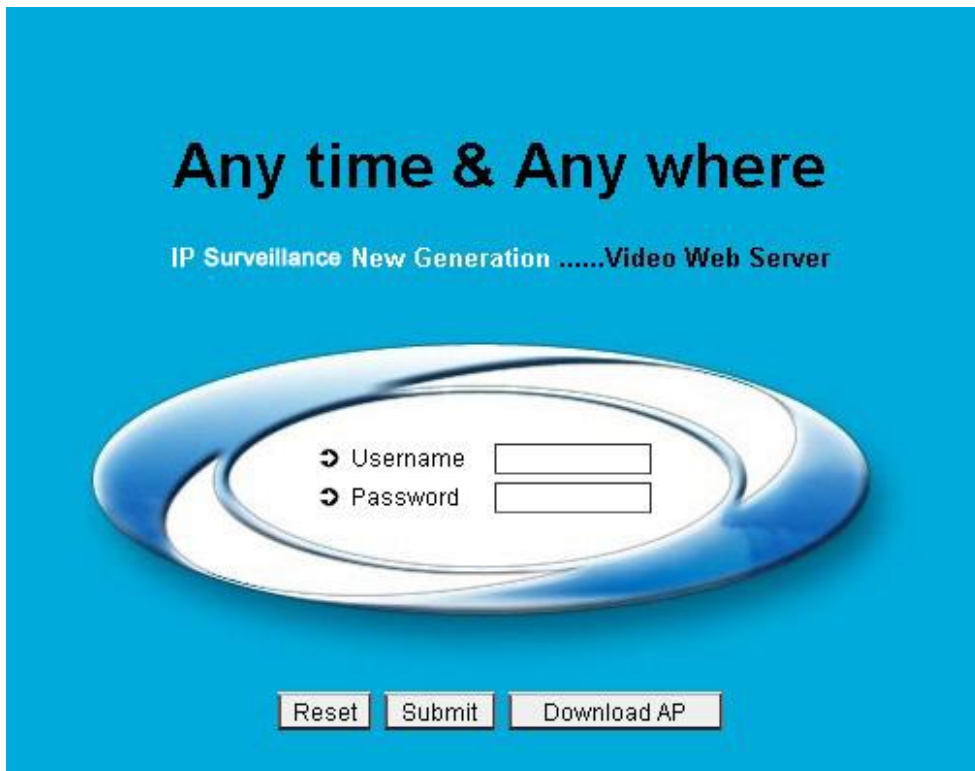 Any time & Any where
IP Surveillance New Generation ......Video Web Server
Username
Password
Reset Submit Download AP